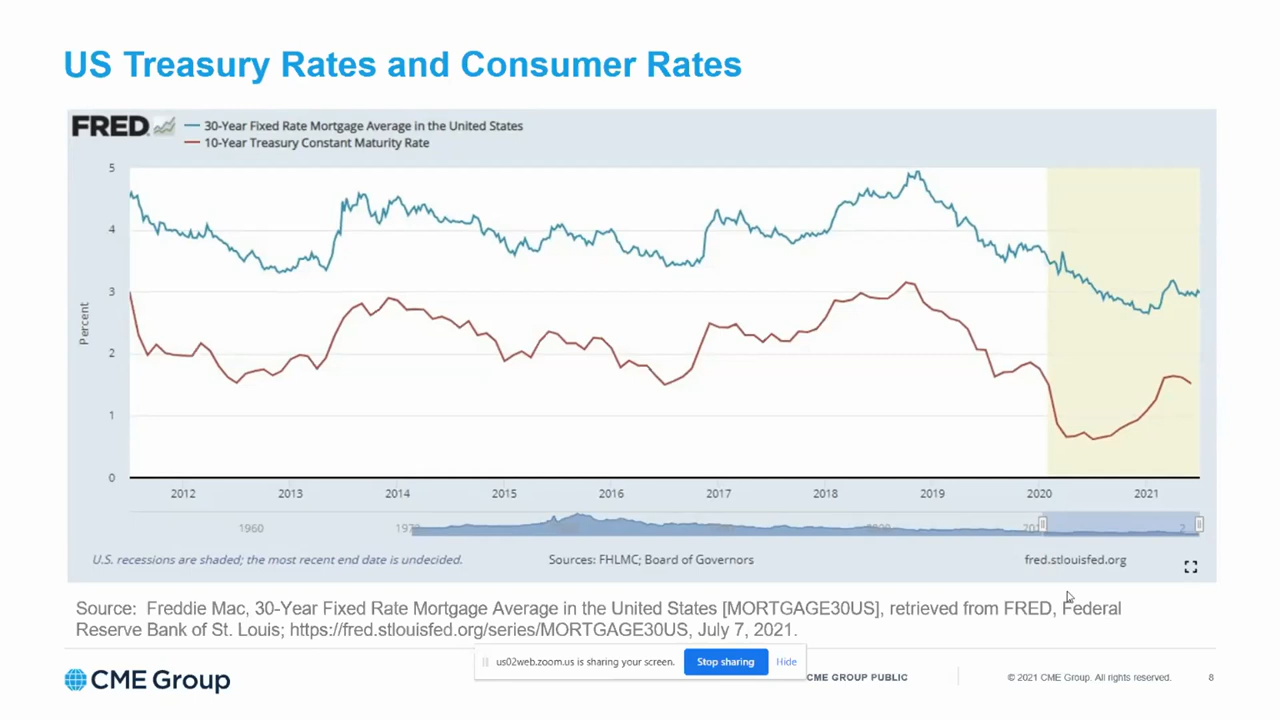 US Treasury Rates and Consumer Rates
FRED
30-Year Fixed Rate Mortgage Average in the United States
10-Year Treasury Constant Maturity Rate
Percent
5
4
3
2
1
0
2012 2013 2014 2015 2016 2017 2018 2019 2020 2021
1960
U.S. recessions are shaded; the most recent end date is undecided.
Sources: FHLMC; Board of Governors
fred.stlouisfed.org
Source: Freddie Mac, 30-Year Fixed Rate Mortgage Average in the United States [MORTGAGE30US], retrieved from FRED, Federal
Reserve Bank of St. Louis; https://fred.stlouisfed.org/series/MORTGAGE30US, July 7, 2021.
us02web.zoom.us is sharing your screen.
Stop sharing
Hide
CME Group
CME GROUP PUBLIC
© 2021 CME Group. All rights reserved.
8